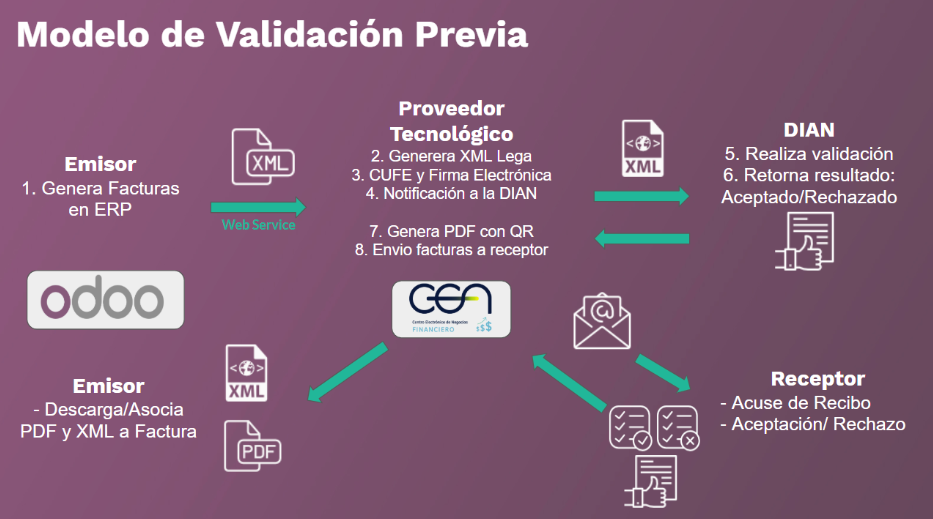 Modelo de Validación Previa
Emisor
1. Genera Facturas
en ERP
XML
Web Service
Proveedor
Tecnológico
2. Generera XML Lega
3. CUFE y Firma Electrónica
4. Notificación a la DIAN
7. Genera PDF con QR
8. Envio facturas a receptor
XML
DIAN
5. Realiza validación
6. Retorna resultado:
Aceptado/Rechazado
odoo
cen
Centro Electrónico de Negocios
FINANCIERO
$$$
@
Emisor
- Descarga/Asocia
PDF y XML a Factura
XML
PDF
Receptor
- Acuse de Recibo
- Aceptación/ Rechazo